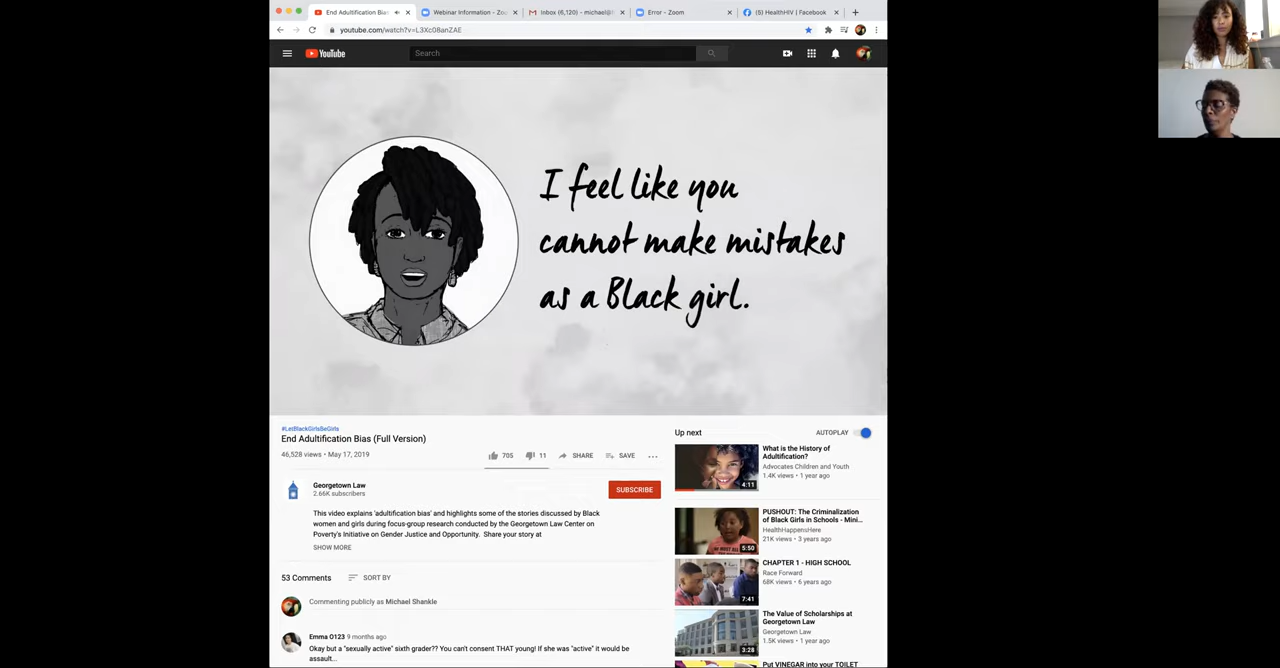 End Adultification Bias
Webinar Information - Zoo
Inbox (6,120) - michael@
Error - Zoom
(5) HealthHIV | Facebook
youtube.com/watch?v=L3Xc08anZAE
YouTube
Search
I feel like you
cannot make mistakes
as a Black girl.
#LetBlackGirlsBeGirls
End Adultification Bias (Full Version)
46,528 views • May 17, 2019
705
11
SHARE
SAVE
Georgetown Law
2.66K subscribers
SUBSCRIBE
This video explains 'adultification bias' and highlights some of the stories discussed by Black
women and girls during focus-group research conducted by the Georgetown Law Center on
Poverty's Initiative on Gender Justice and Opportunity. Share your story at
SHOW MORE
53 Comments
SORT BY
Commenting publicly as Michael Shankle
Emma O123 9 months ago
Okay but a "sexually active" sixth grader?? You can't consent THAT young! If she was "active" it would be
assault...
Up next
AUTOPLAY
What is the History of
Adultification?
Advocates Children and Youth
1.4K views • 1 year ago
4:11
PUSHOUT: The Criminalization
of Black Girls in Schools - Mini...
HealthHappensHere
21K views • 3 years ago
5:50
CHAPTER 1 - HIGH SCHOOL
Race Forward
68K views • 6 years ago
7:41
The Value of Scholarships at
Georgetown Law
Georgetown Law
1.5K views • 1 year ago
3:28
Put VINEGAR into your TOILET